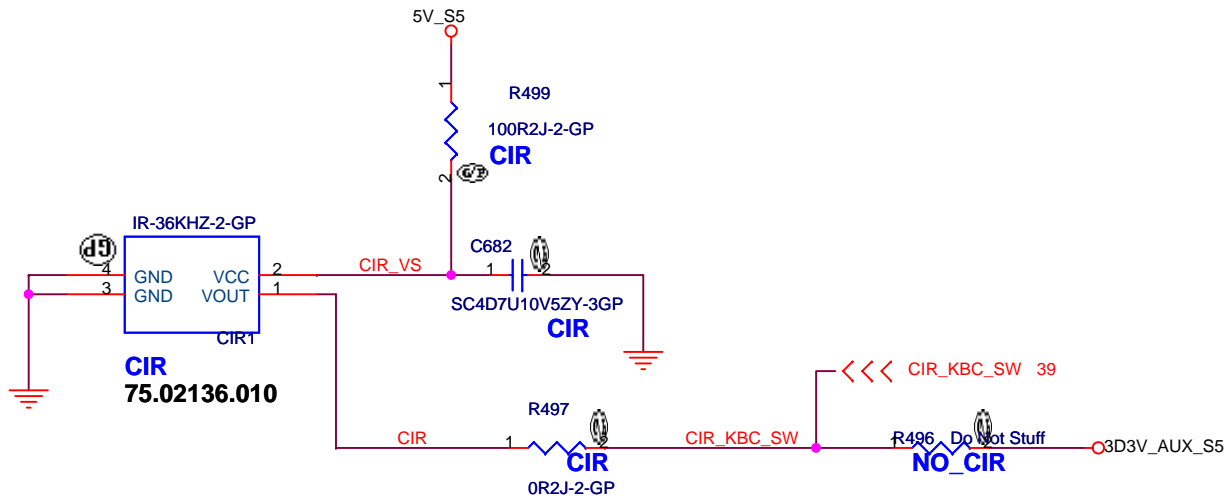 5V_S5
1
R499
100R2J-2-GP
CIR
2
G/P
IR-36KHZ-2-GP
GP
4 GND VCC 2
3 GND VOUT 1
CIR1
CIR
75.02136.010
CIR_VS
C682
1 2
SC4D7U10V5ZY-3GP
CIR
CIR_KBC_SW 39
R497
CIR 1 2 CIR_KBC_SW
CIR
0R2J-2-GP
1 R496 2 Do Not Stuff
NO_CIR
3D3V_AUX_S5